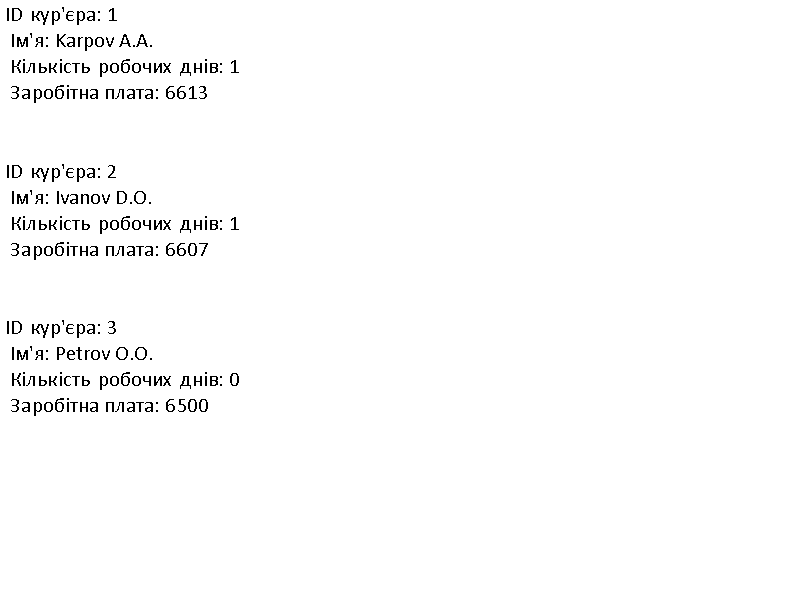 ID кур'єра: 1
Ім'я: Karpov A.A.
Кількість робочих днів: 1
Заробітна плата: 6613
ID кур'єра: 2
Ім'я: Ivanov D.O.
Кількість робочих днів: 1
Заробітна плата: 6607
ID кур'єра: 3
Ім'я: Petrov O.O.
Кількість робочих днів: 0
Заробітна плата: 6500